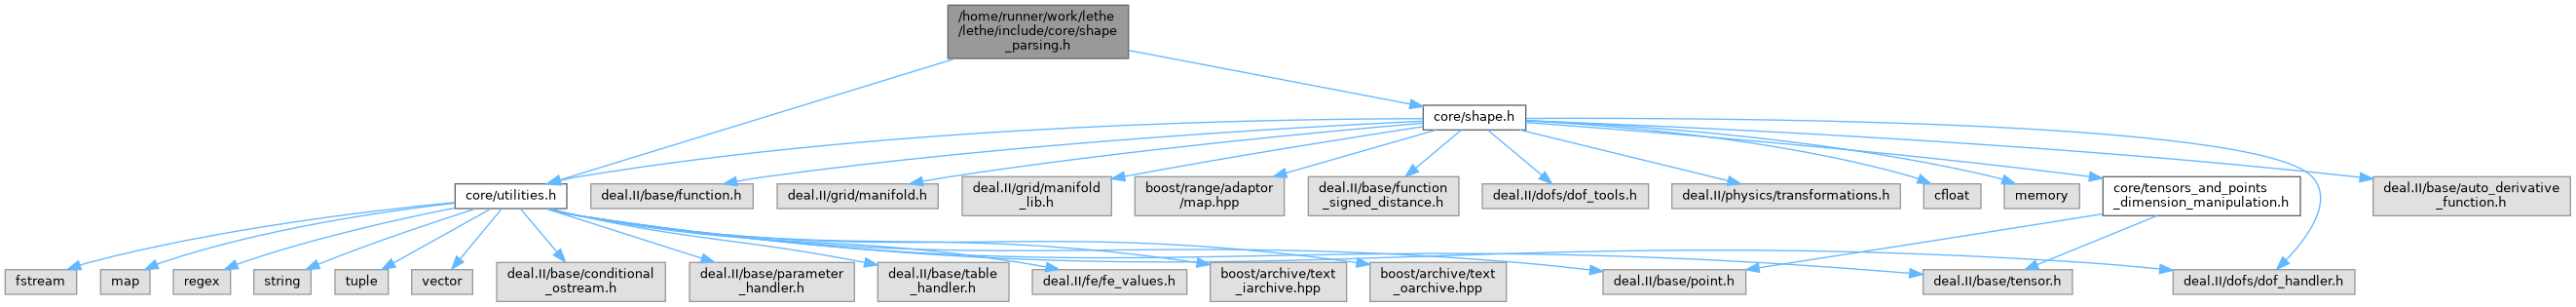 /home/runner/work/lethe
/lethe/include/core/shape
_parsing.h
core/shape.h
core/utilities.h
deal.II/base/function.h
deal.II/grid/manifold.h
deal.II/grid/manifold
_lib.h
boost/range/adaptor
/map.hpp
deal.II/base/function
_signed_distance.h
deal.II/dofs/dof_tools.h
deal.II/physics/transformations.h
cfloat
memory
core/tensors_and_points
_dimension_manipulation.h
deal.II/base/auto_derivative
_function.h
fstream
map
regex
string
tuple
vector
deal.II/base/conditional
_ostream.h
deal.II/base/parameter
_handler.h
deal.II/base/table
_handler.h
deal.II/fe/fe_values.h
boost/archive/text
_iarchive.hpp
boost/archive/text
_oarchive.hpp
deal.II/base/point.h
deal.II/base/tensor.h
deal.II/dofs/dof_handler.h